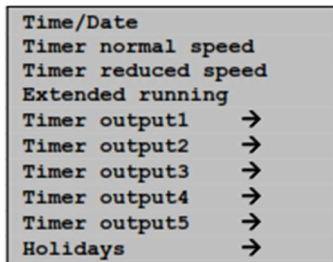 Time/Date
Timer normal speed
Timer reduced speed
Extended running
Timer output1 →
Timer output2 →
Timer output3 →
Timer output4 →
Timer output5 →
Holidays →